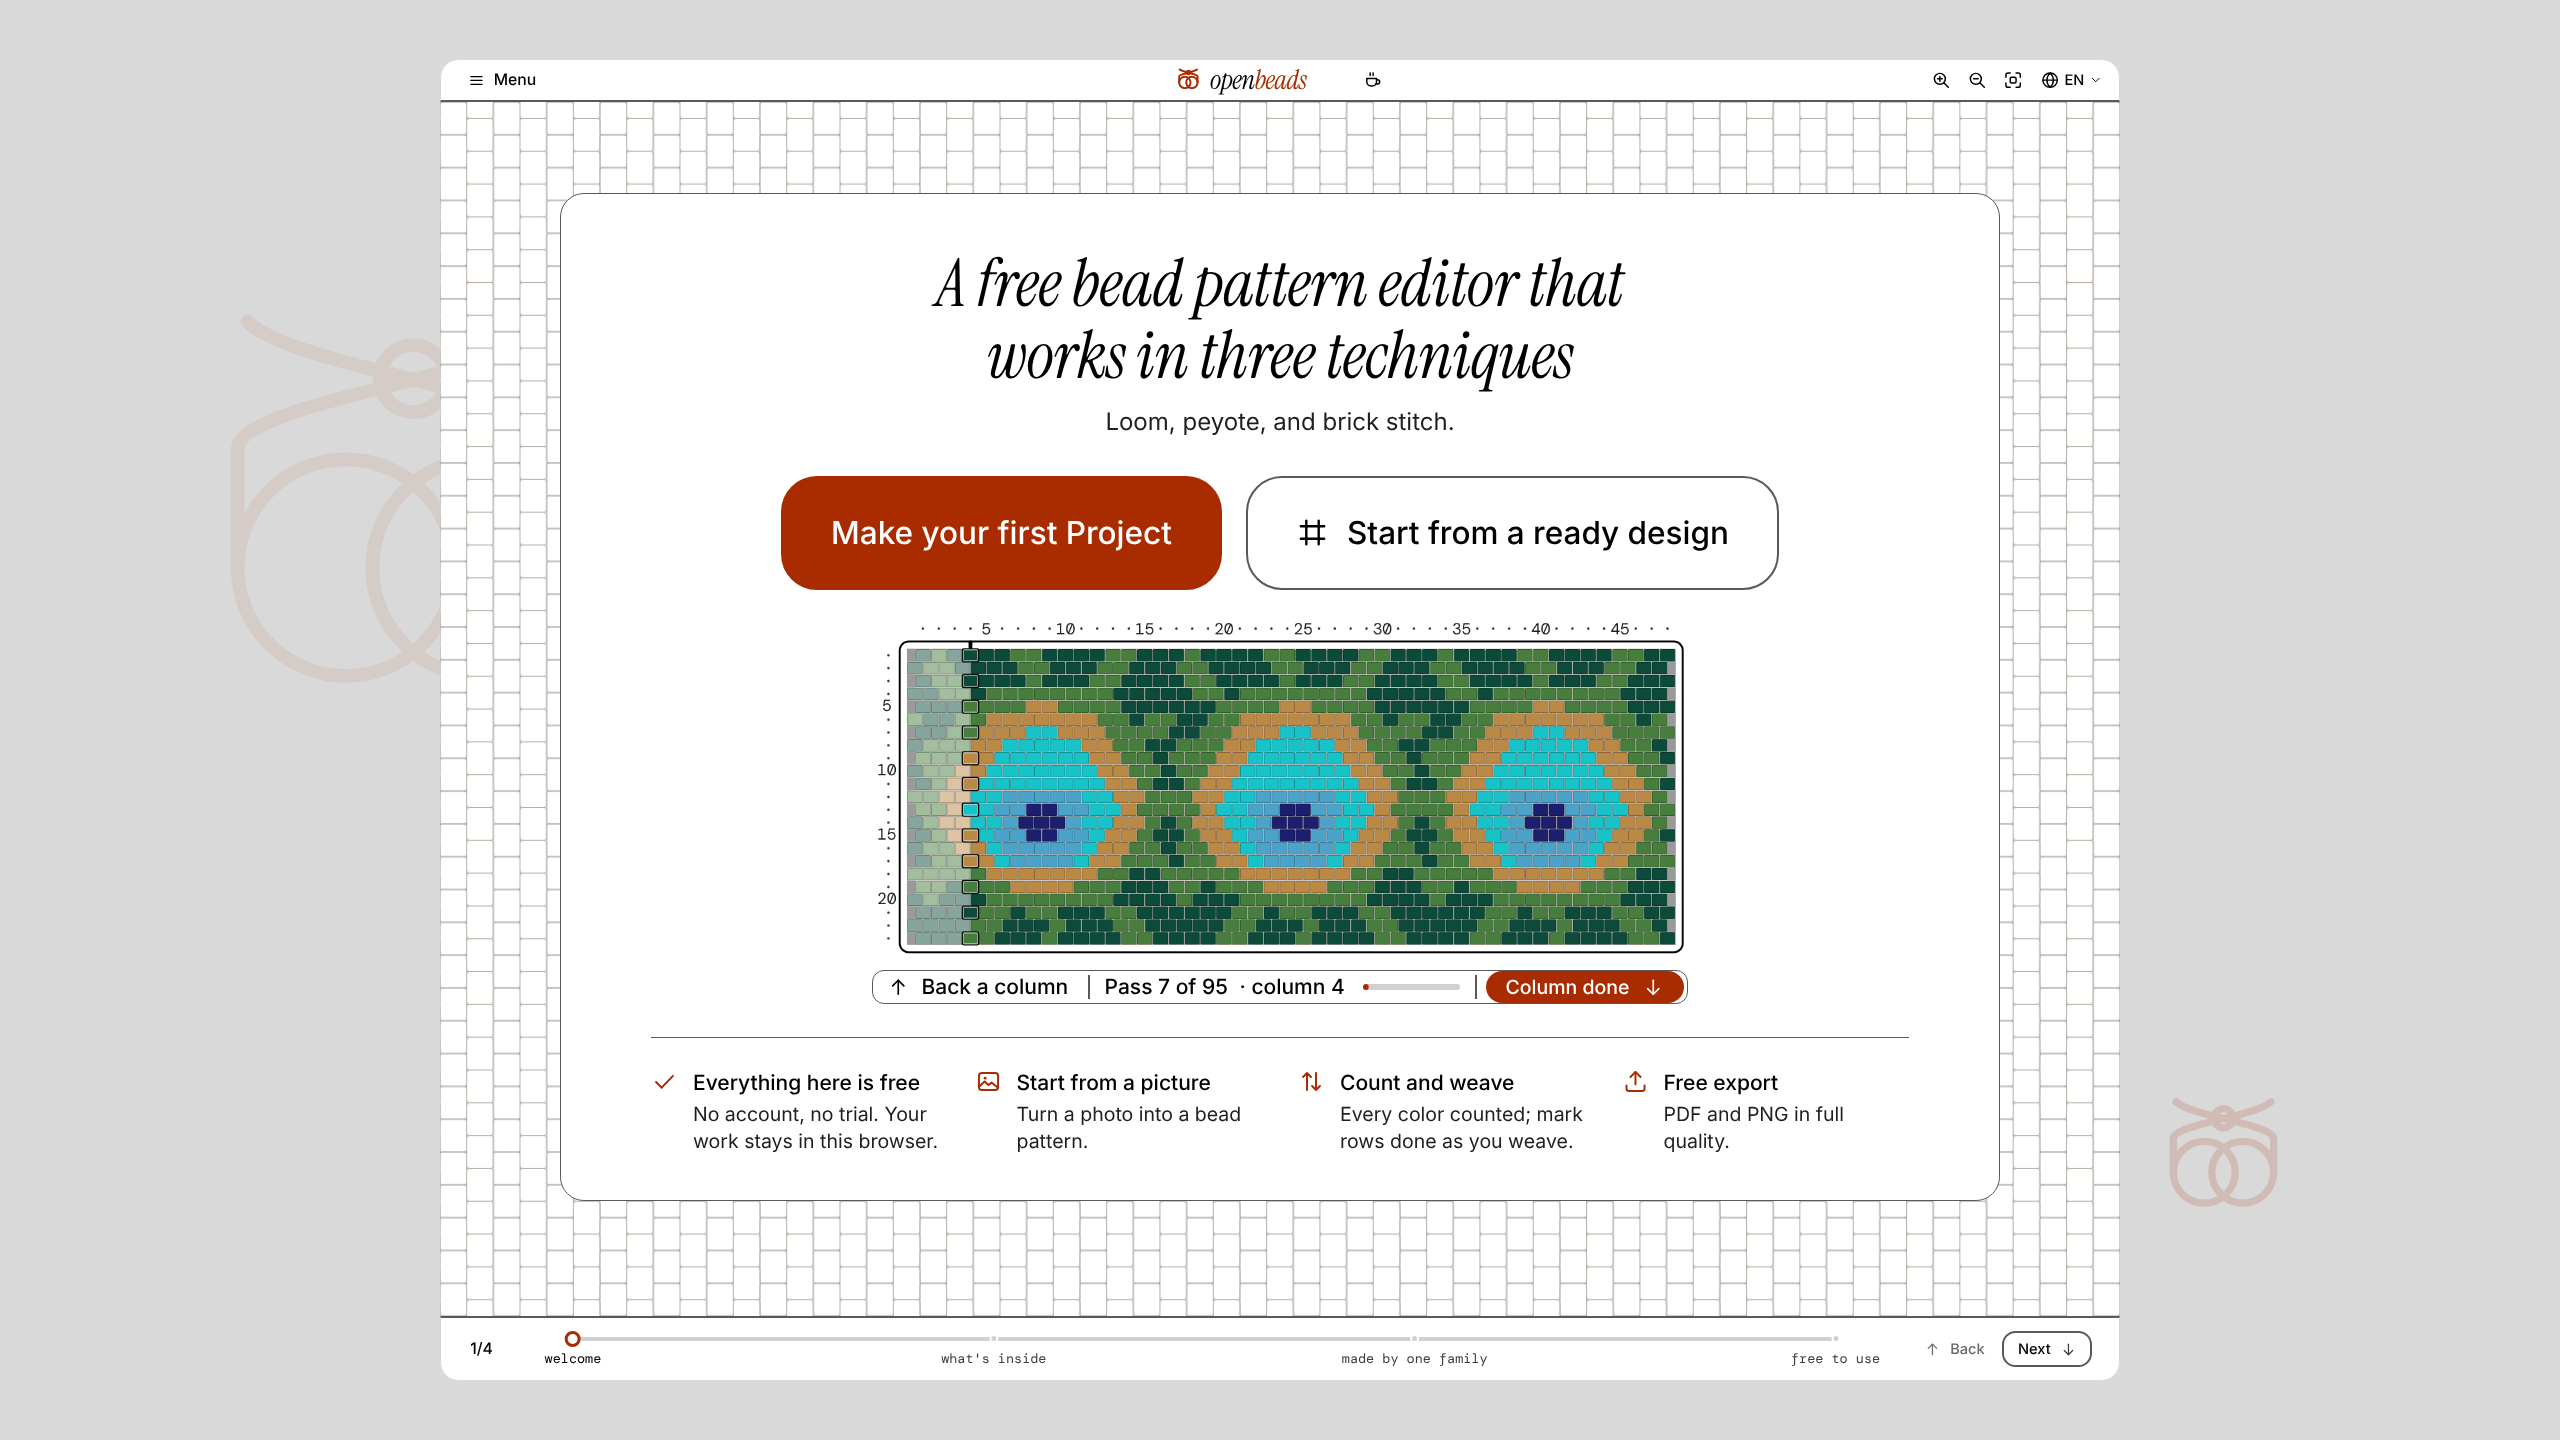 Menu
openbeads
EN
A free bead pattern editor that
works in three techniques
Loom, peyote, and brick stitch.
Make your first Project
Start from a ready design
5 10 15 20 25 30 35 40 45
5
10
15
20
Back a column
Pass 7 of 95 · column 4
Column done
Everything here is free
No account, no trial. Your
work stays in this browser.
Start from a picture
Turn a photo into a bead
pattern.
Count and weave
Every color counted; mark
rows done as you weave.
Free export
PDF and PNG in full
quality.
1/4
welcome
what's inside
made by one family
free to use
Back
Next